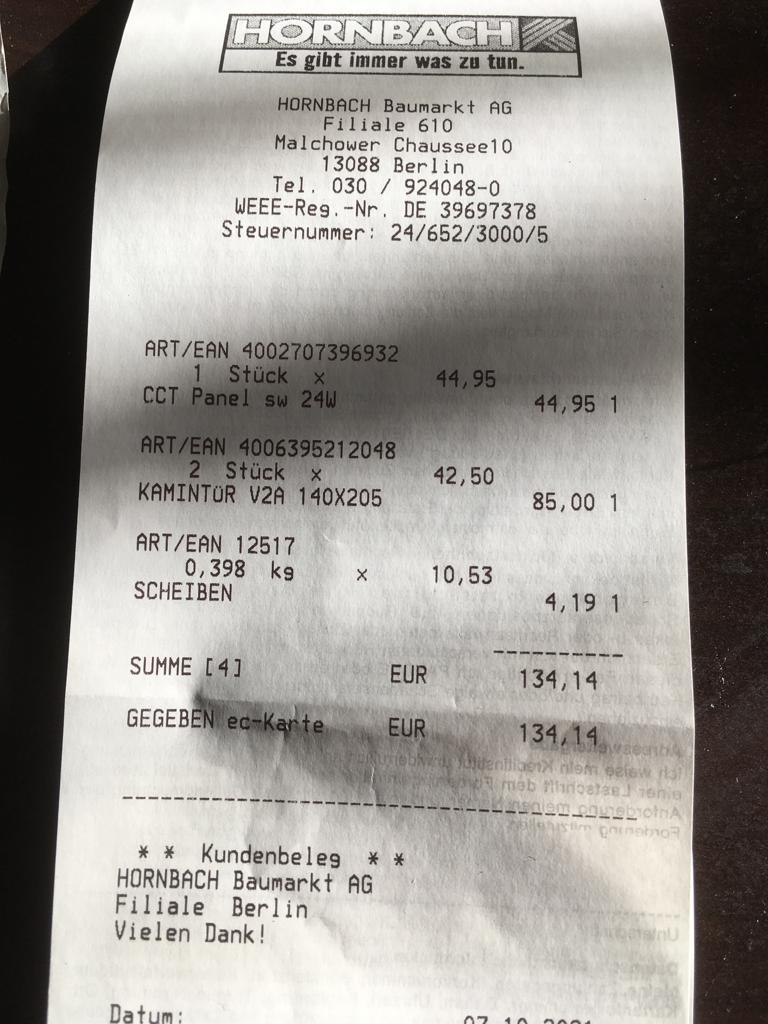 HORNBACH
Es gibt immer was zu tun.
HORNBACH Baumarkt AG
Filiale 610
Malchower Chaussee10
13088 Berlin
Tel. 030 / 924048-0
WEEE-Reg.-Nr. DE 39697378
Steuernummer: 24/652/3000/5
ART/EAN 4002707396932
1 Stück x 44,95
CCT Panel sw 24W 44,95 1
ART/EAN 4006395212048
2 Stück x 42,50
KAMINTÜR V2A 140X205 85,00 1
ART/EAN 12517
0,398 kg x 10,53
SCHEIBEN 4,19 1
SUMME [4] EUR 134,14
GEGEBEN ec-Karte EUR 134,14
* * Kundenbeleg * *
HORNBACH Baumarkt AG
Filiale Berlin
Vielen Dank!
Datum: 07.10.2021